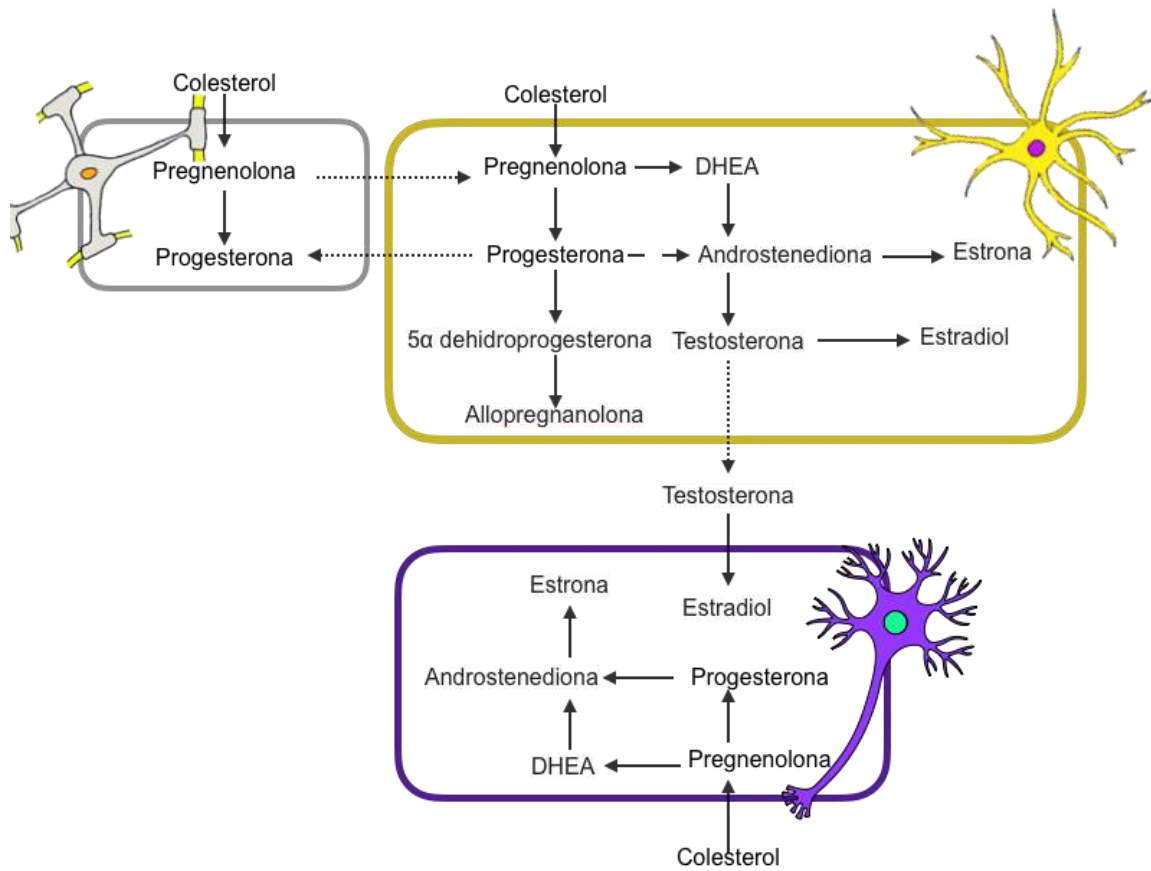 Colesterol
Pregnenolona
Progesterona
Colesterol
Pregnenolona
DHEA
Progesterona
Androstenediona
Estrona
5α dehidroprogesterona
Testosterona
Estradiol
Allopregnanolona
Testosterona
Estrona
Estradiol
Androstenediona
Progesterona
DHEA
Pregnenolona
Colesterol